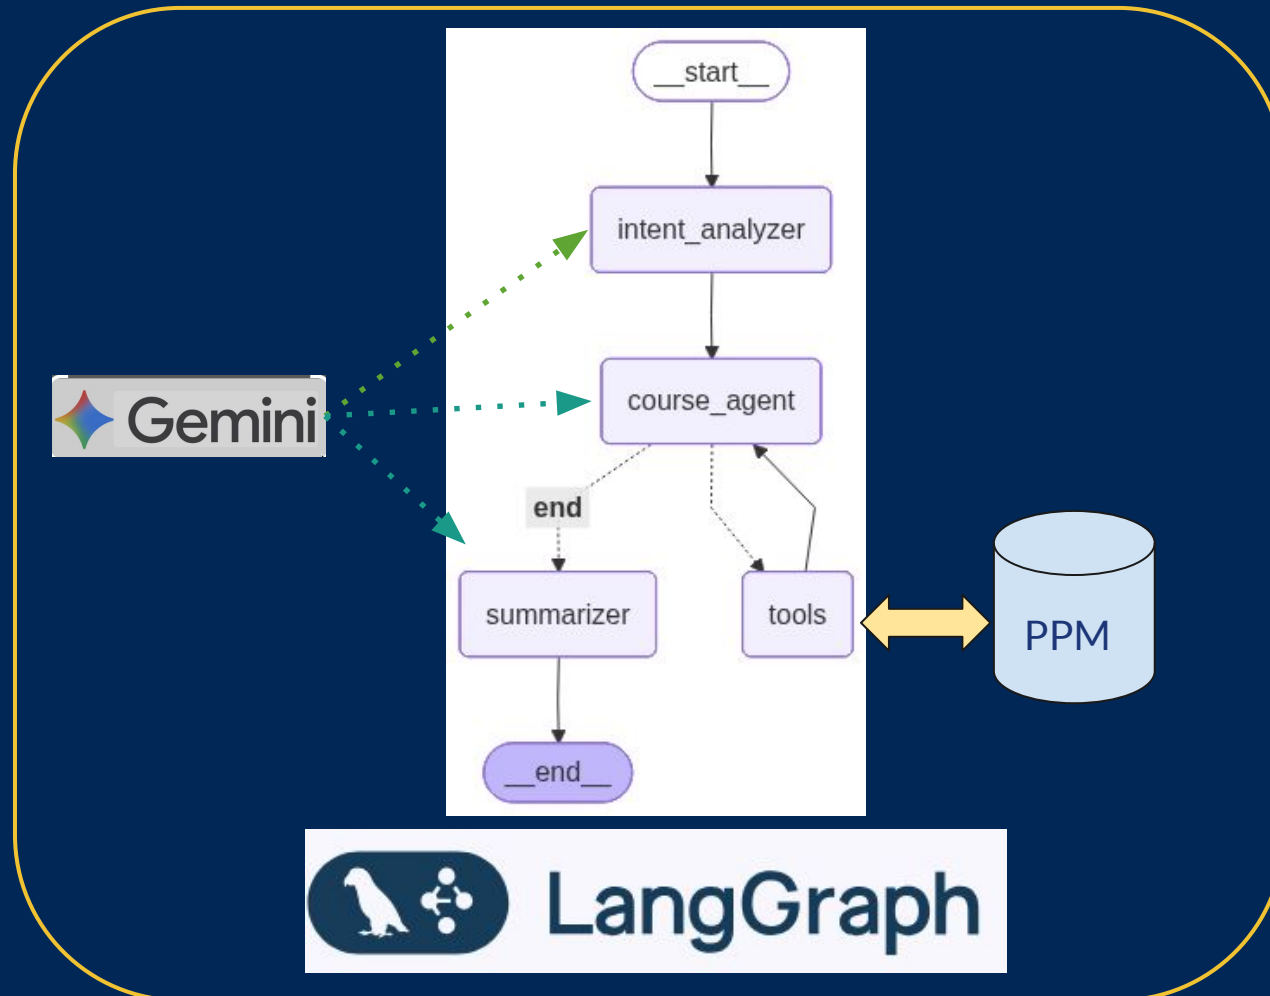 __start__
intent_analyzer
Gemini
course_agent
end
summarizer
tools
PPM
__end__
LangGraph